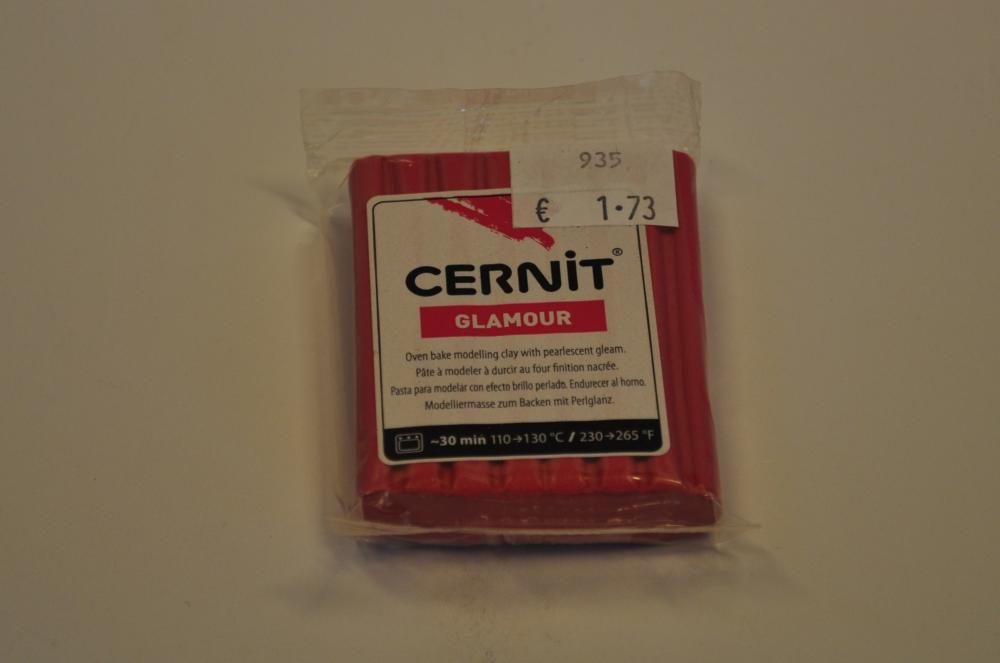 935
€ 1.73
CERNiT®
GLAMOUR
Oven bake modelling clay with pearlescent gleam.
Pâte à modeler à durcir au four finition nacrée.
Pasta para modelar con efecto brillo perlado. Endurecer al horno.
Modelliermasse zum Backen mit Perlglanz.
~30 min 110→130 °C / 230→265 °F